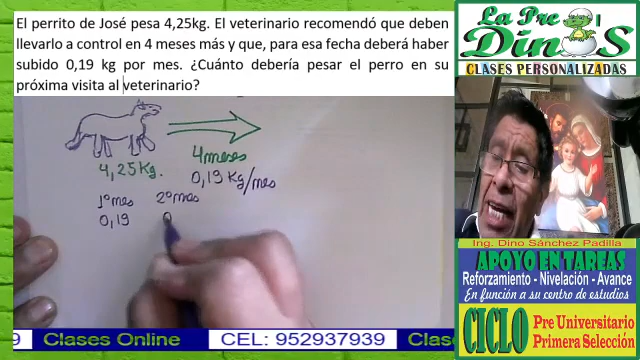 El perrito de José pesa 4,25kg. El veterinario recomendó que deben
llevarlo a control en 4 meses más y que, para esa fecha deberá haber
subido 0,19 kg por mes. ¿Cuánto debería pesar el perro en su
próxima visita al veterinario?
4,25 Kg.
4 meses
0,19 Kg/mes
1º mes 2º mes
0,19 0
La Pre
DinoS
CLASES PERSONALIZADAS
Ing. Dino Sánchez Padilla
APOYO EN TAREAS
Reforzamiento - Nivelación - Avance
En función a su centro de estudios
CICLO Pre Universitario
Primera Selección
9 Clases Online CEL: 952937939 Clas